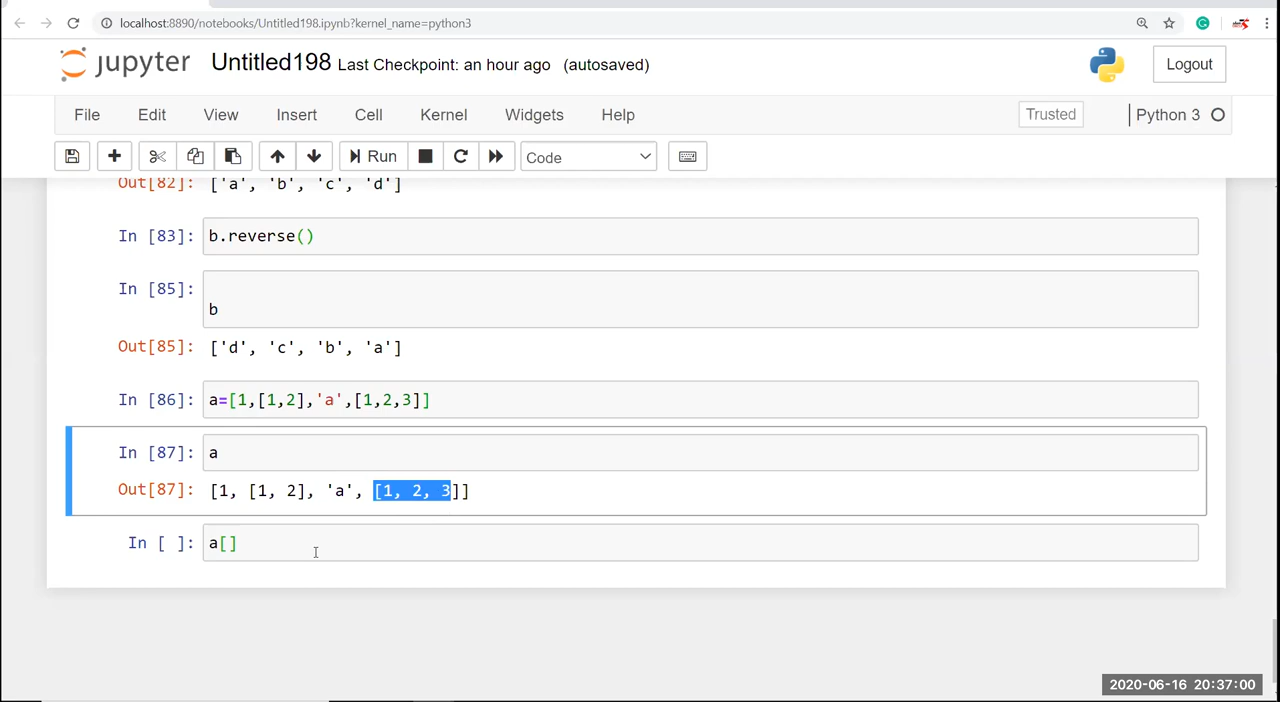 localhost:8890/notebooks/Untitled198.ipynb?kernel_name=python3
jupyter Untitled198 Last Checkpoint: an hour ago (autosaved) Logout
File Edit View Insert Cell Kernel Widgets Help Trusted Python 3
Run Code
Out[82]: ['a', 'b', 'c', 'd']
In [83]: b.reverse()
In [85]:
b
Out[85]: ['d', 'c', 'b', 'a']
In [86]: a=[1,[1,2],'a',[1,2,3]]
In [87]: a
Out[87]: [1, [1, 2], 'a', [1, 2, 3]]
In [ ]: a[]
2020-06-16 20:37:00